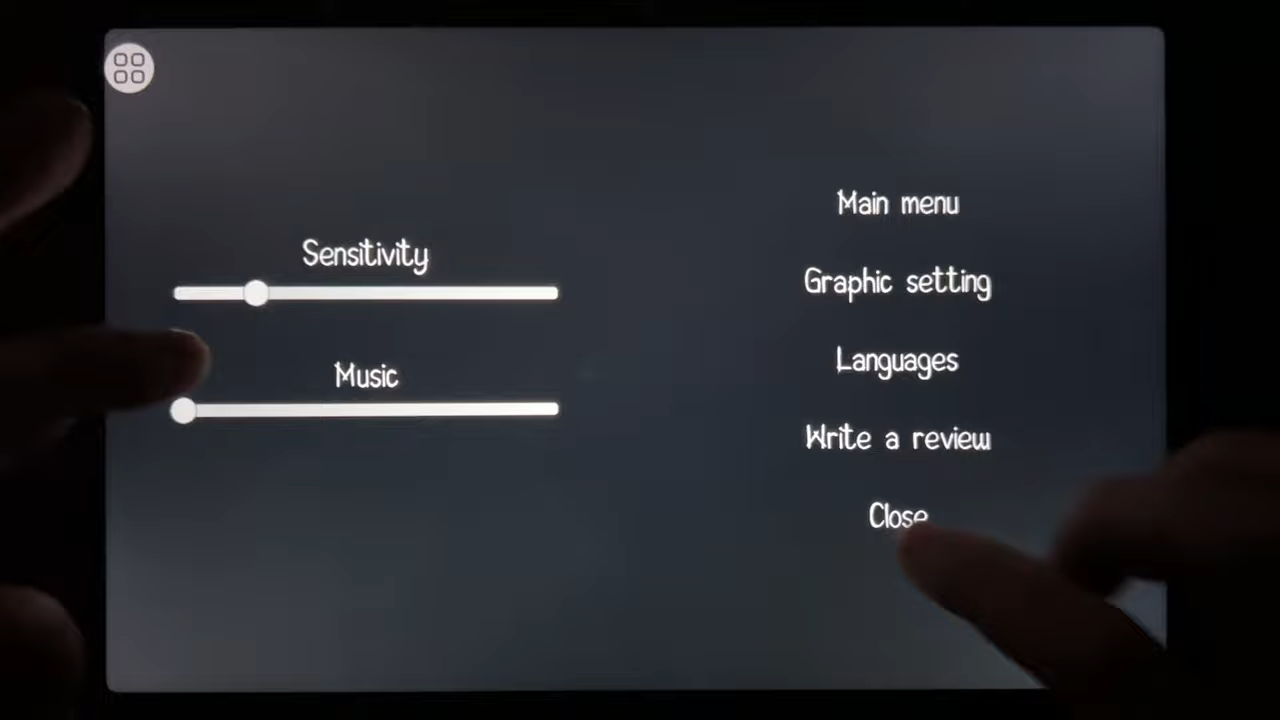 Sensitivity
Music
Main menu
Graphic setting
Languages
Write a review
Close